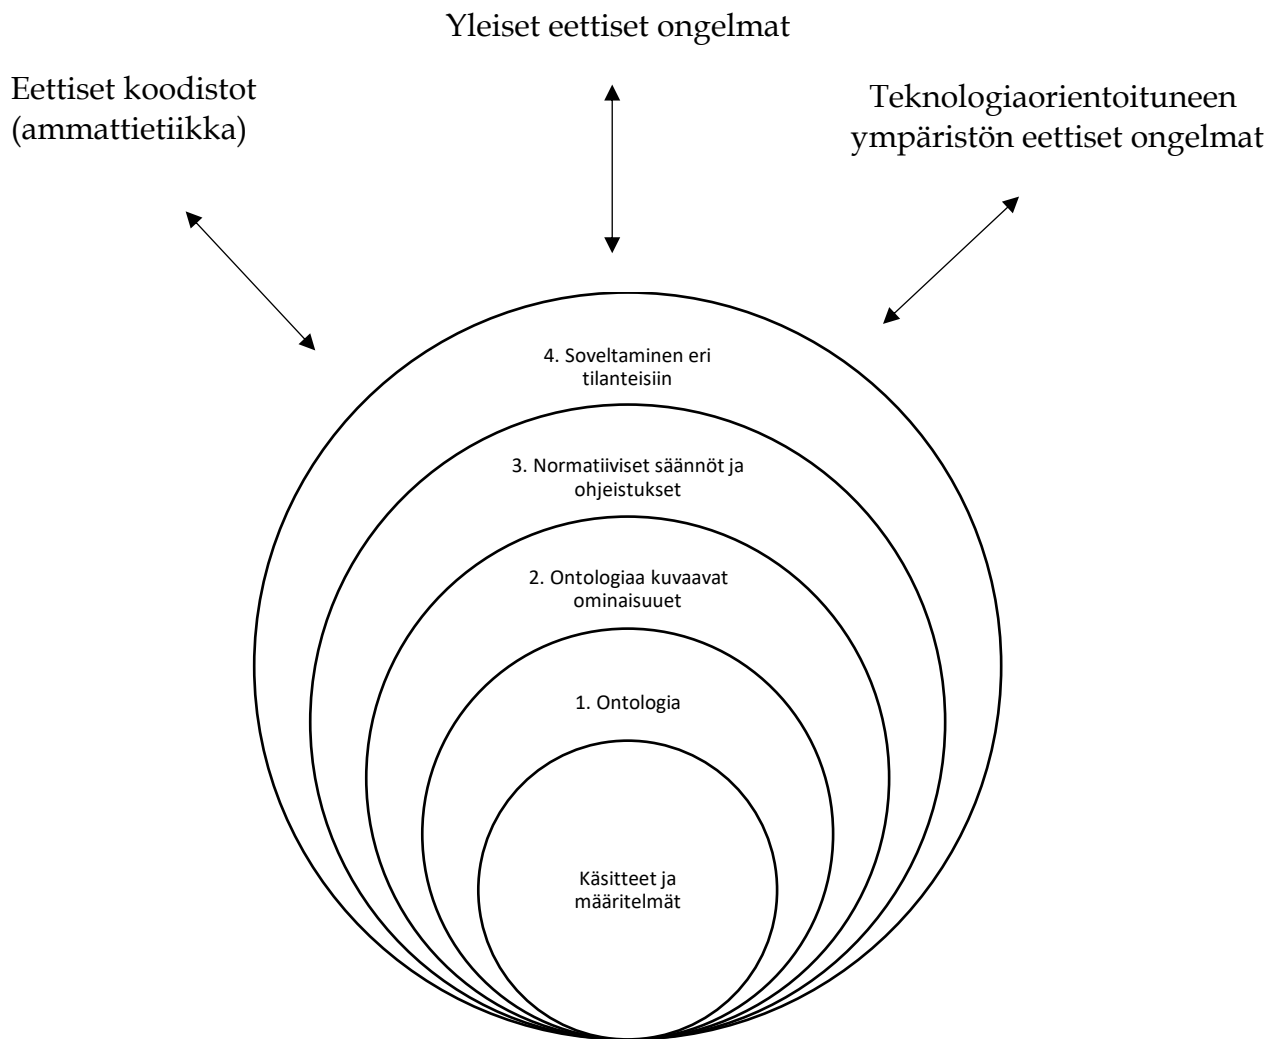 Yleiset eettiset ongelmat
Eettiset koodistot
(ammattietiikka)
Teknologiaorientoituneen
ympäristön eettiset ongelmat
4. Soveltaminen eri
tilanteisiin
3. Normatiiviset säännöt ja
ohjeistukset
2. Ontologiaa kuvaavat
ominaisuuet
1. Ontologia
Käsitteet ja
määritelmät